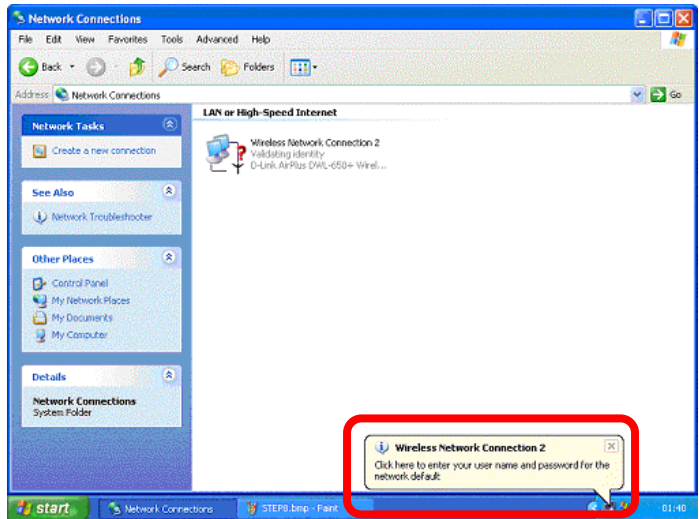 Network Connections
File Edit View Favorites Tools Advanced Help
Back Search Folders
Address Network Connections Go
Network Tasks
Create a new connection
See Also
Network Troubleshooter
Other Places
Control Panel
My Network Places
My Documents
My Computer
Details
Network Connections
System Folder
LAN or High-Speed Internet
Wireless Network Connection 2
Validating identity
D-Link AirPlus DWL-650+ Wirel...
Wireless Network Connection 2
Click here to enter your user name and password for the
network default
start Network Connections STEP8.bmp - Paint 01:40